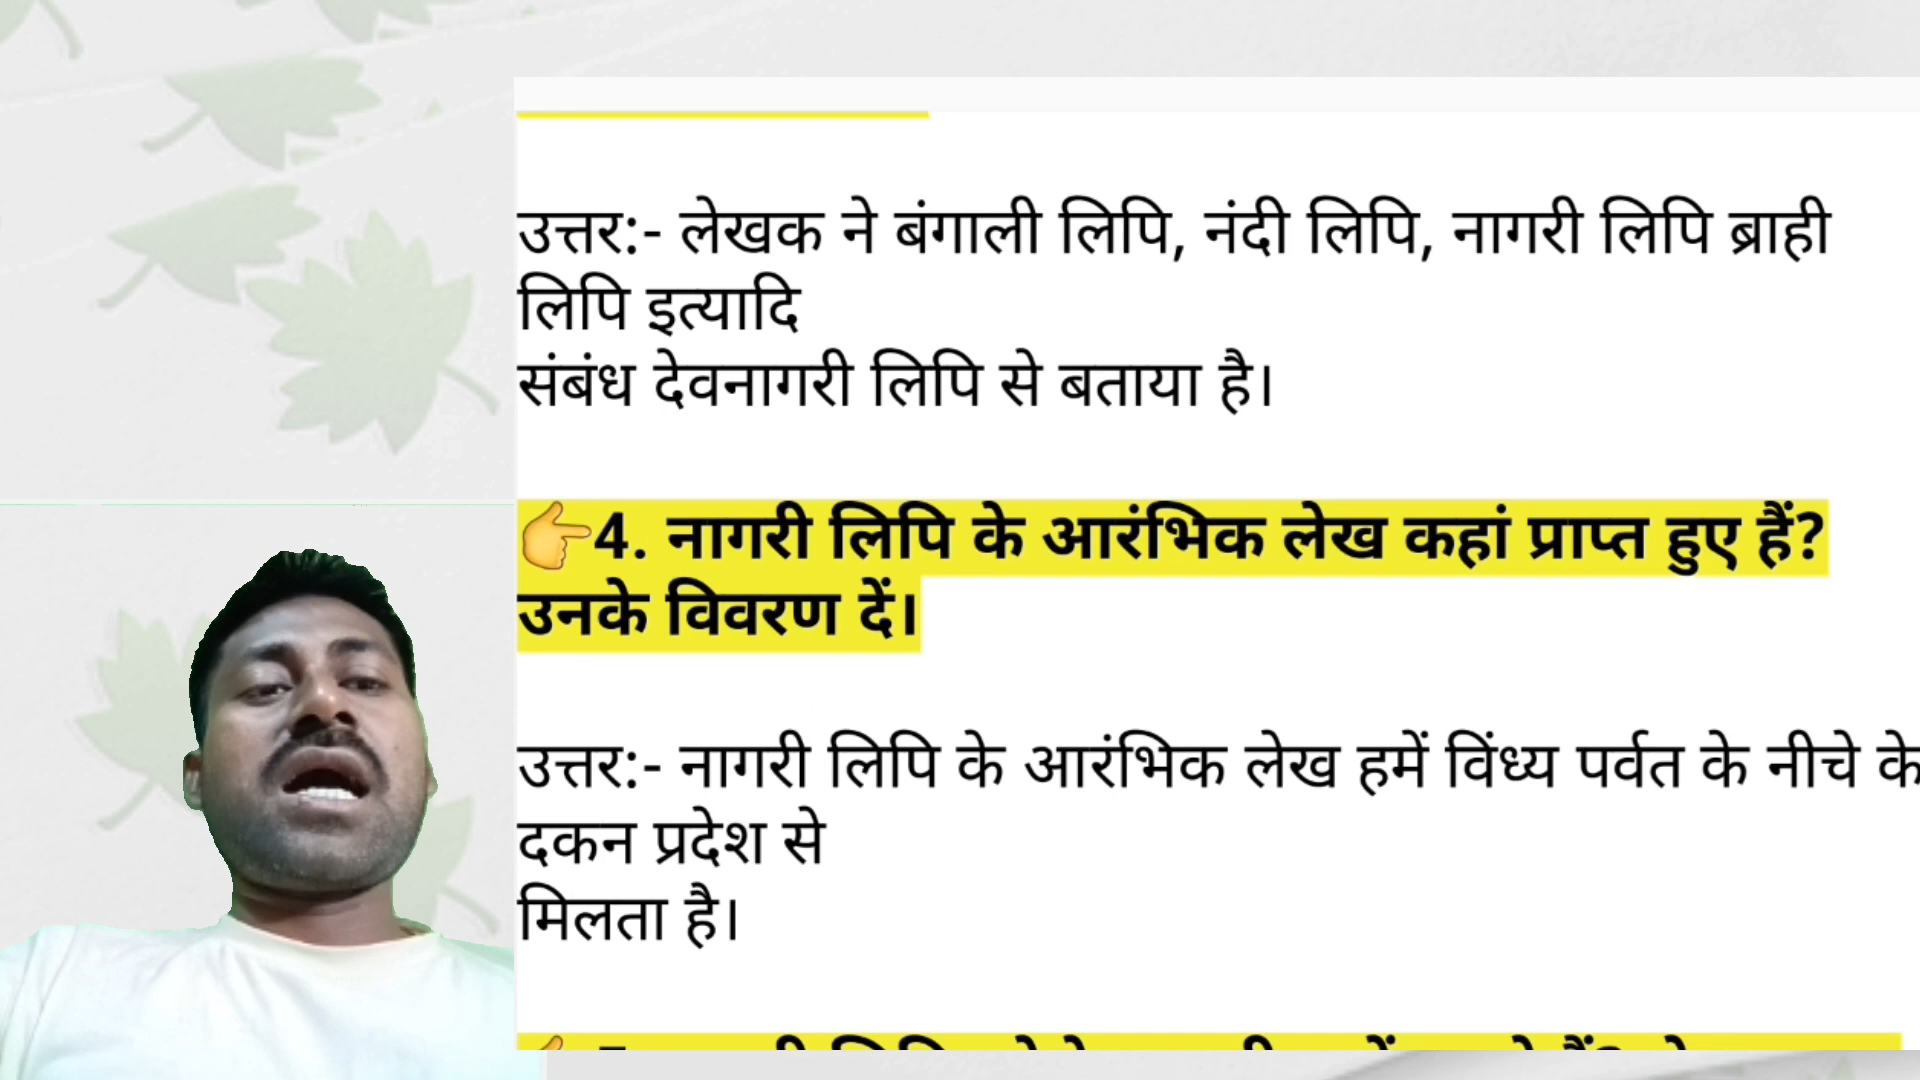 उत्तर:- लेखक ने बंगाली लिपि, नंदी लिपि, नागरी लिपि ब्राही
लिपि इत्यादि
संबंध देवनागरी लिपि से बताया है।
👉4. नागरी लिपि के आरंभिक लेख कहां प्राप्त हुए हैं?
उनके विवरण दें।
उत्तर:- नागरी लिपि के आरंभिक लेख हमें विंध्य पर्वत के नीचे के
दकन प्रदेश से
मिलता है।